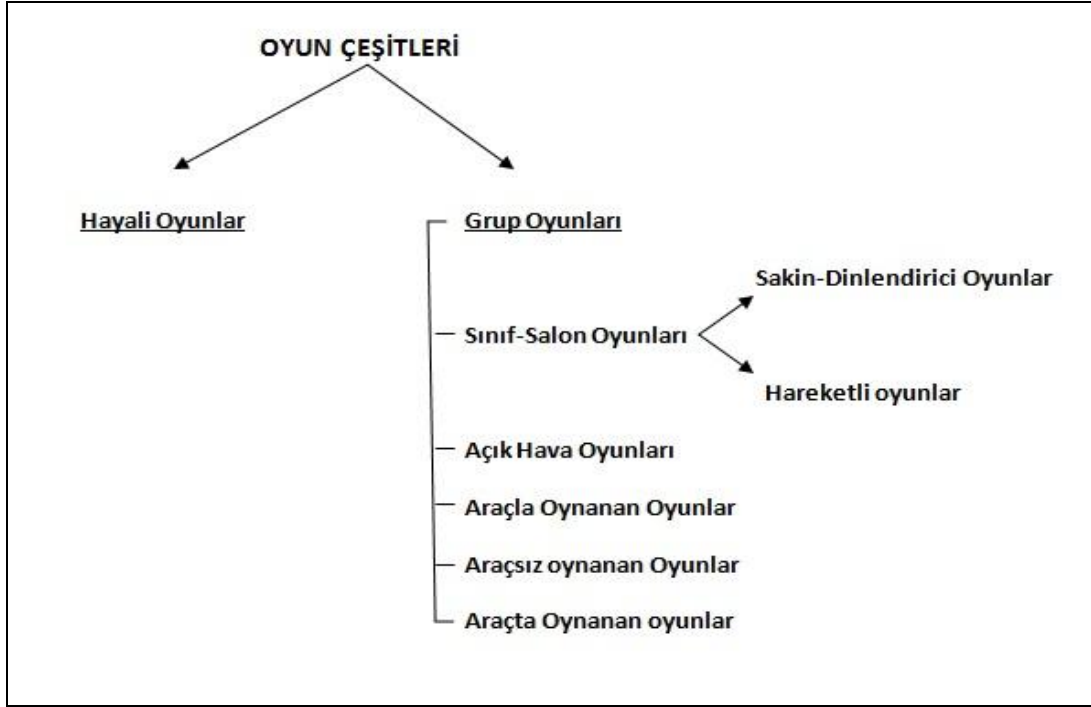 OYUN ÇEŞİTLERİ
Hayali Oyunlar
Grup Oyunları
Sakin-Dinlendirici Oyunlar
Sınıf-Salon Oyunları
Hareketli oyunlar
Açık Hava Oyunları
Araçla Oynanan Oyunlar
Araçsız oynanan Oyunlar
Araçta Oynanan oyunlar